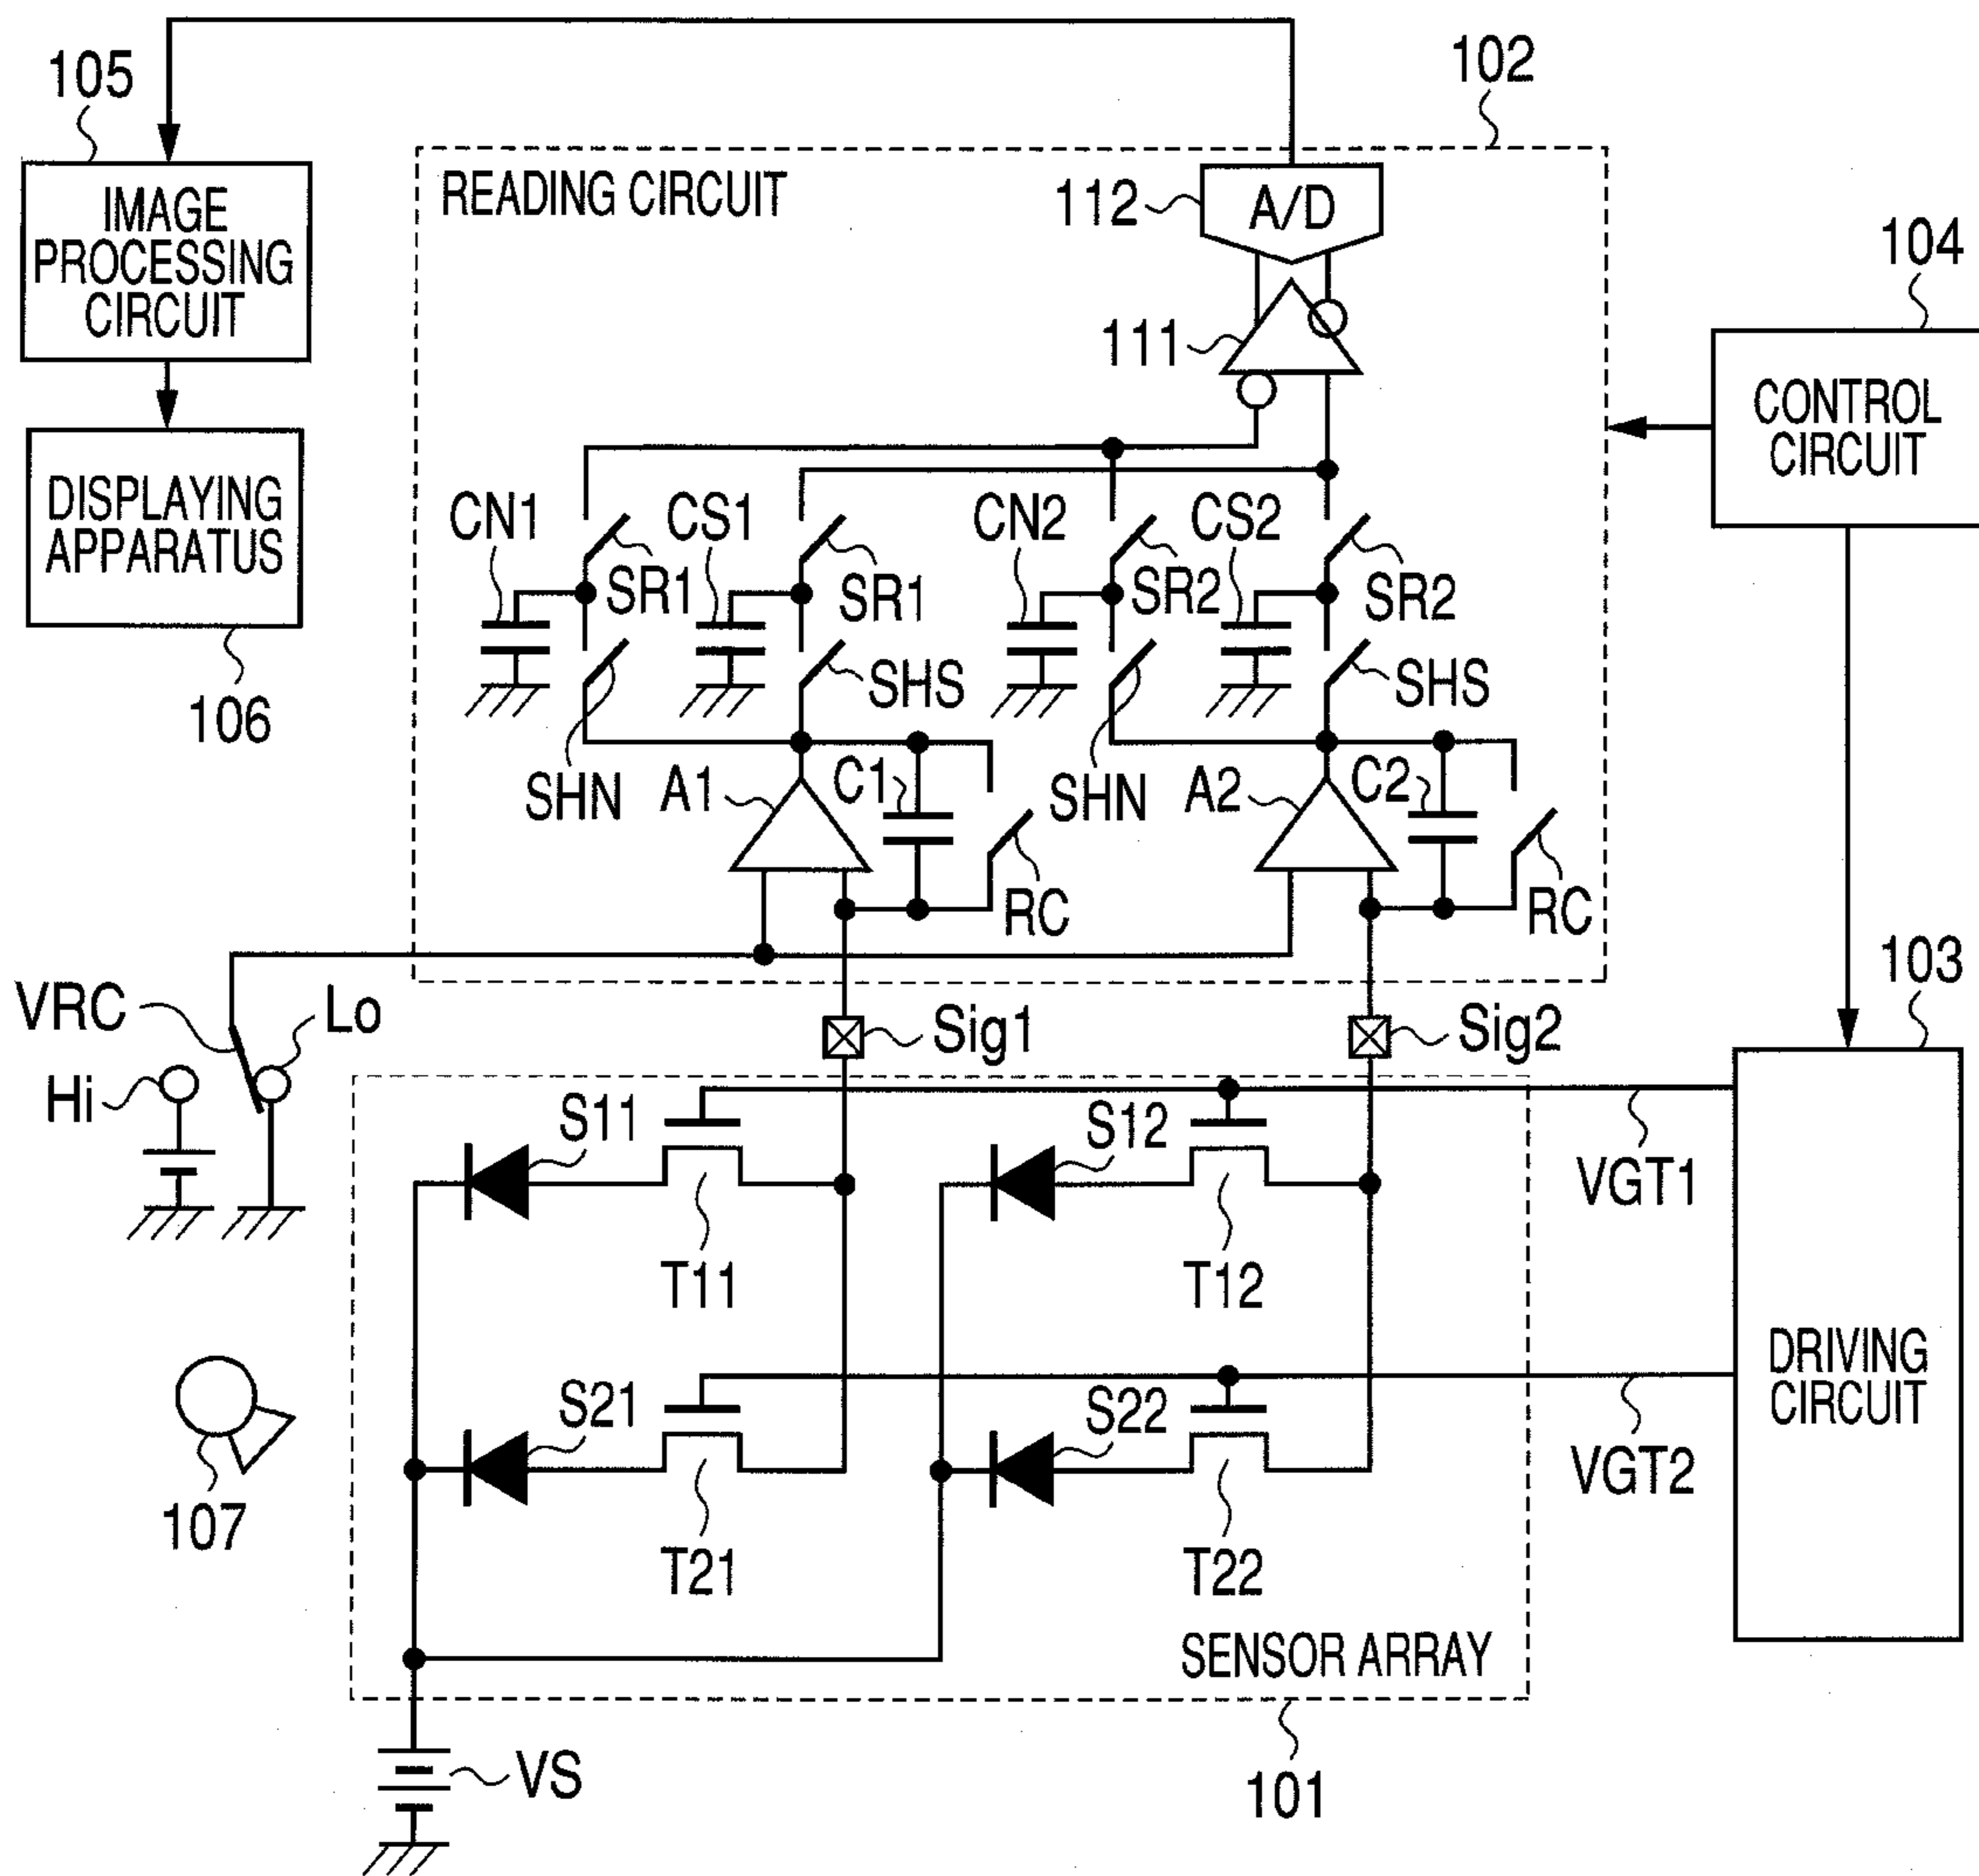 105
102
READING CIRCUIT
112
A/D
IMAGE
PROCESSING
CIRCUIT
104
111
CONTROL
CIRCUIT
DISPLAYING
APPARATUS
CN1
CS1
CN2
CS2
SR1
SR1
SR2
SR2
SHS
SHS
106
SHN
A1
C1
SHN
A2
C2
RC
RC
103
VRC
Lo
Sig1
Sig2
Hi
S11
S12
VGT1
T11
T12
DRIVING
CIRCUIT
S21
S22
VGT2
107
T21
T22
SENSOR ARRAY
VS
101